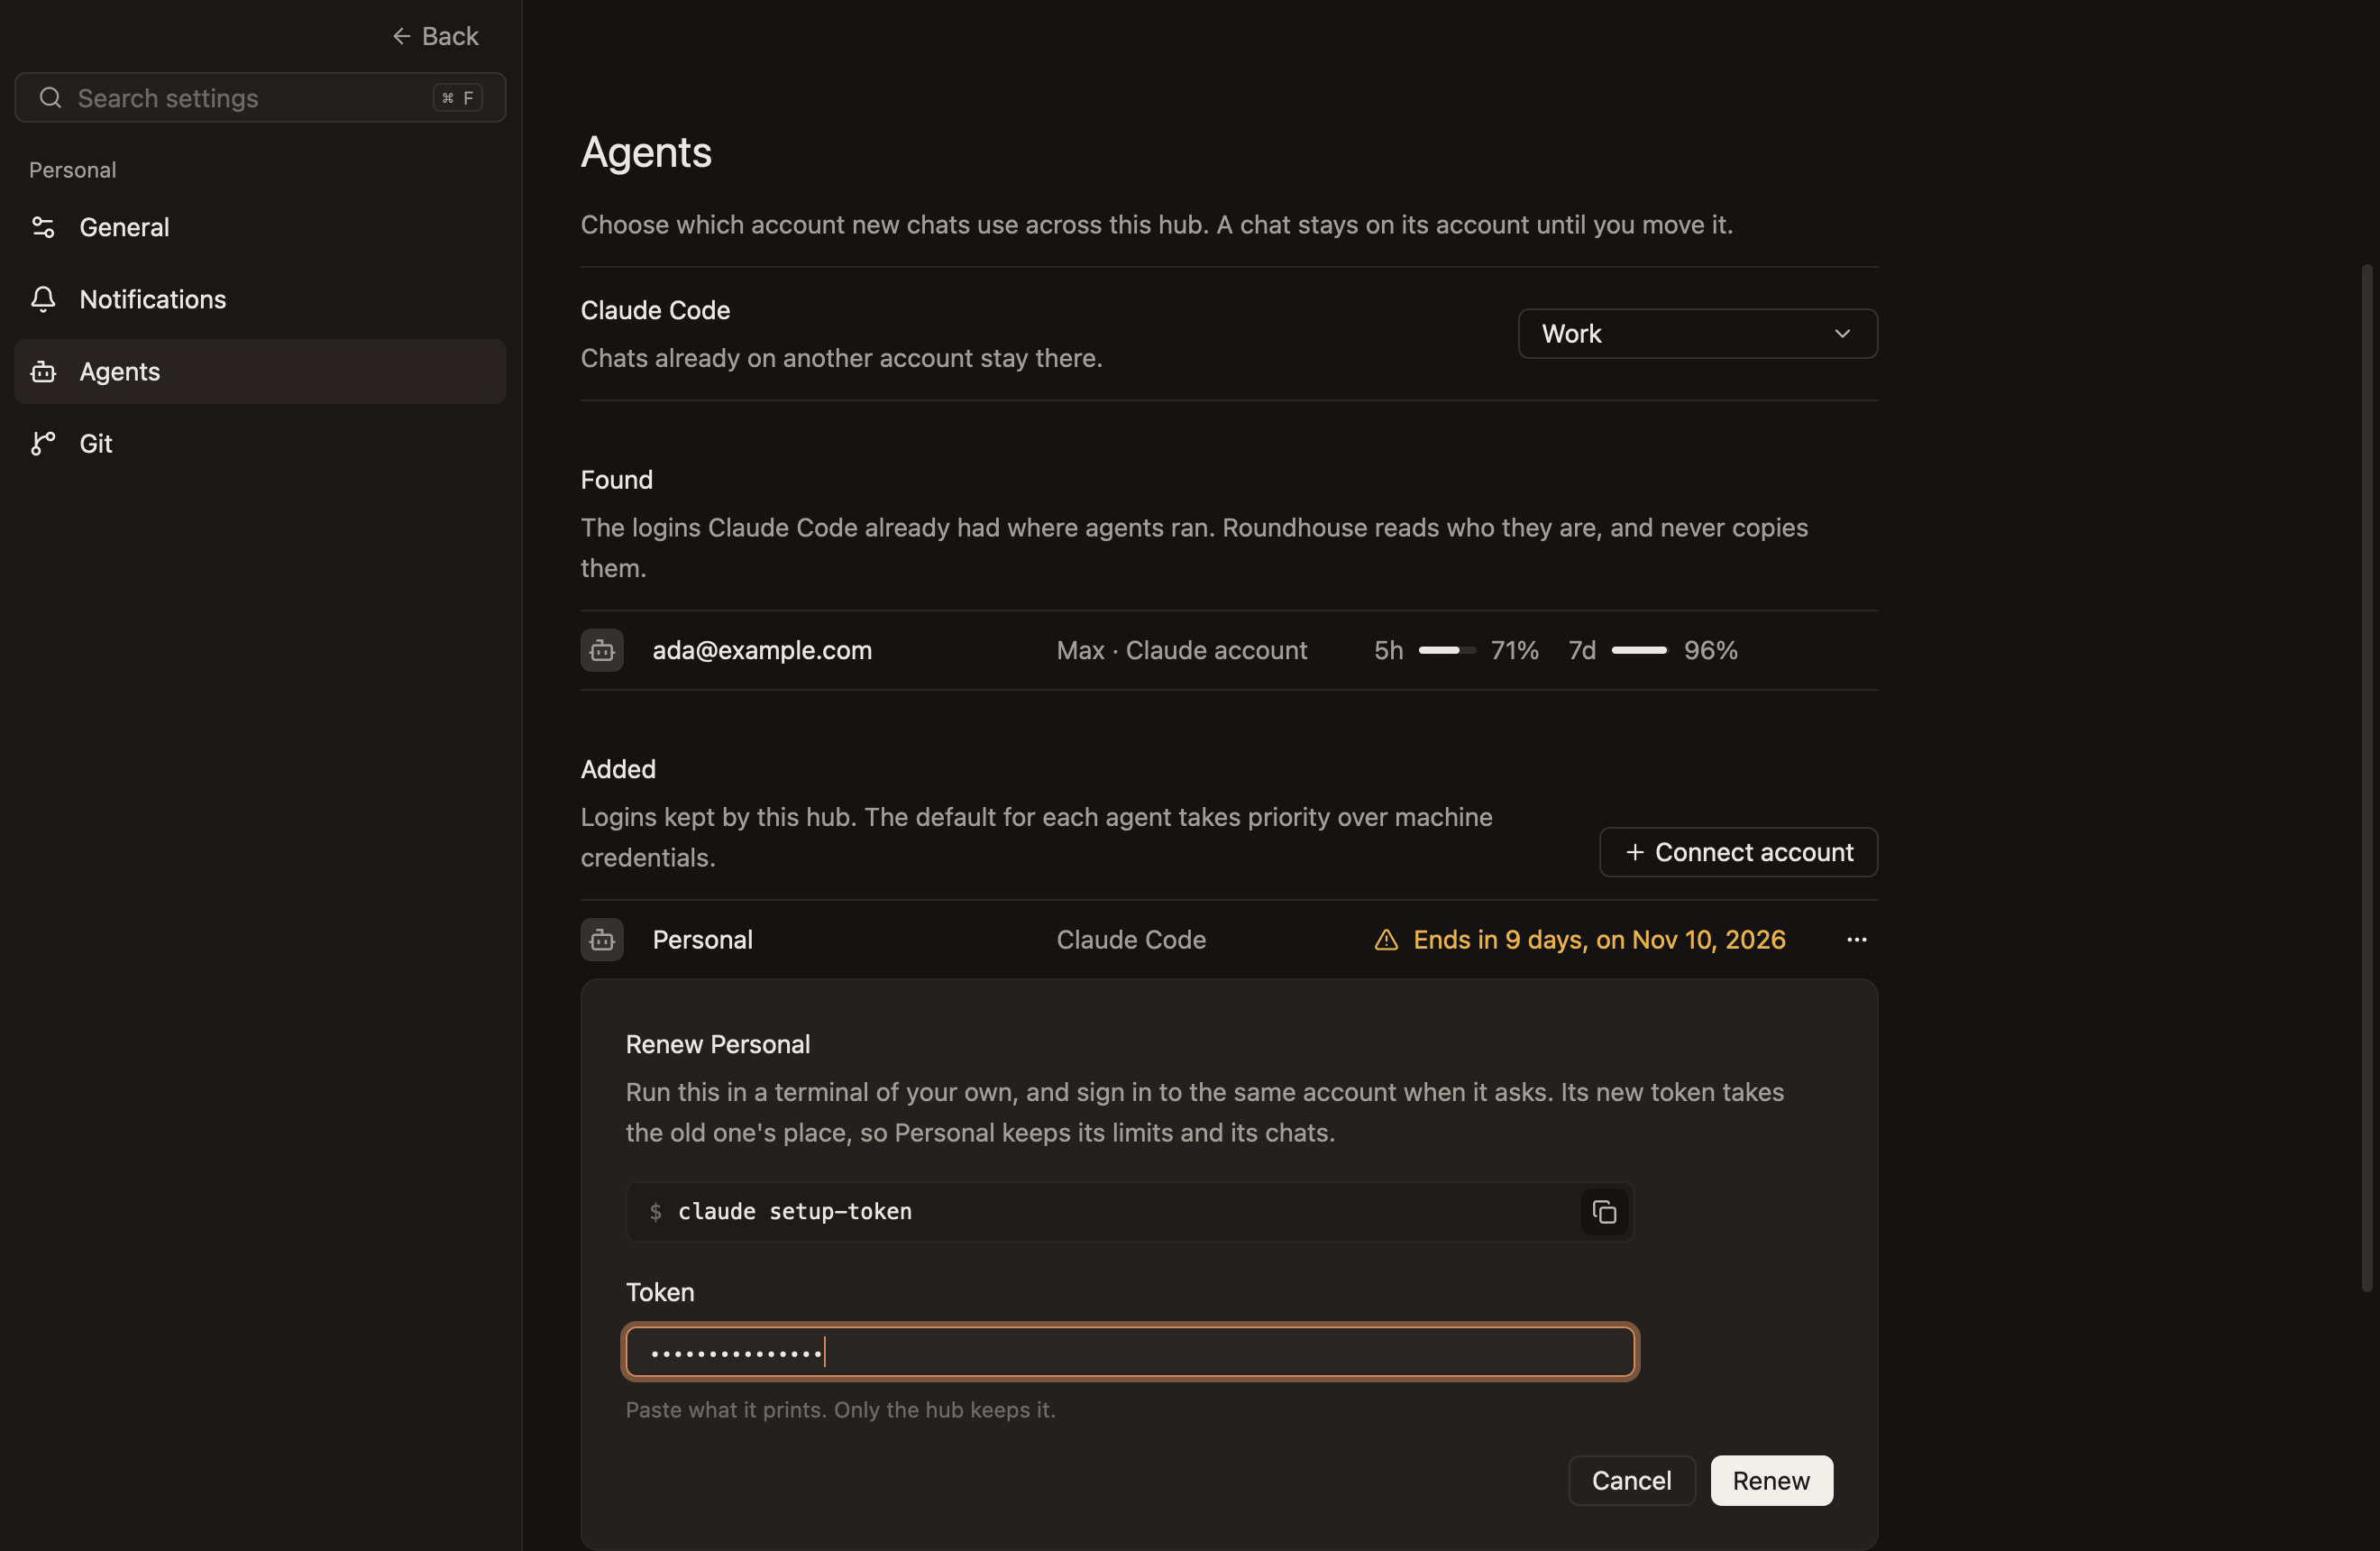 Back
Search settings
⌘ F
Personal
General
Notifications
Agents
Git
Agents
Choose which account new chats use across this hub. A chat stays on its account until you move it.
Claude Code
Chats already on another account stay there.
Work
Found
The logins Claude Code already had where agents ran. Roundhouse reads who they are, and never copies
them.
ada@example.com Max · Claude account 5h 71% 7d 96%
Added
Logins kept by this hub. The default for each agent takes priority over machine
credentials.
Connect account
Personal Claude Code Ends in 9 days, on Nov 10, 2026
Renew Personal
Run this in a terminal of your own, and sign in to the same account when it asks. Its new token takes
the old one's place, so Personal keeps its limits and its chats.
$ claude setup-token
Token
•••••••••••••••
Paste what it prints. Only the hub keeps it.
Cancel Renew